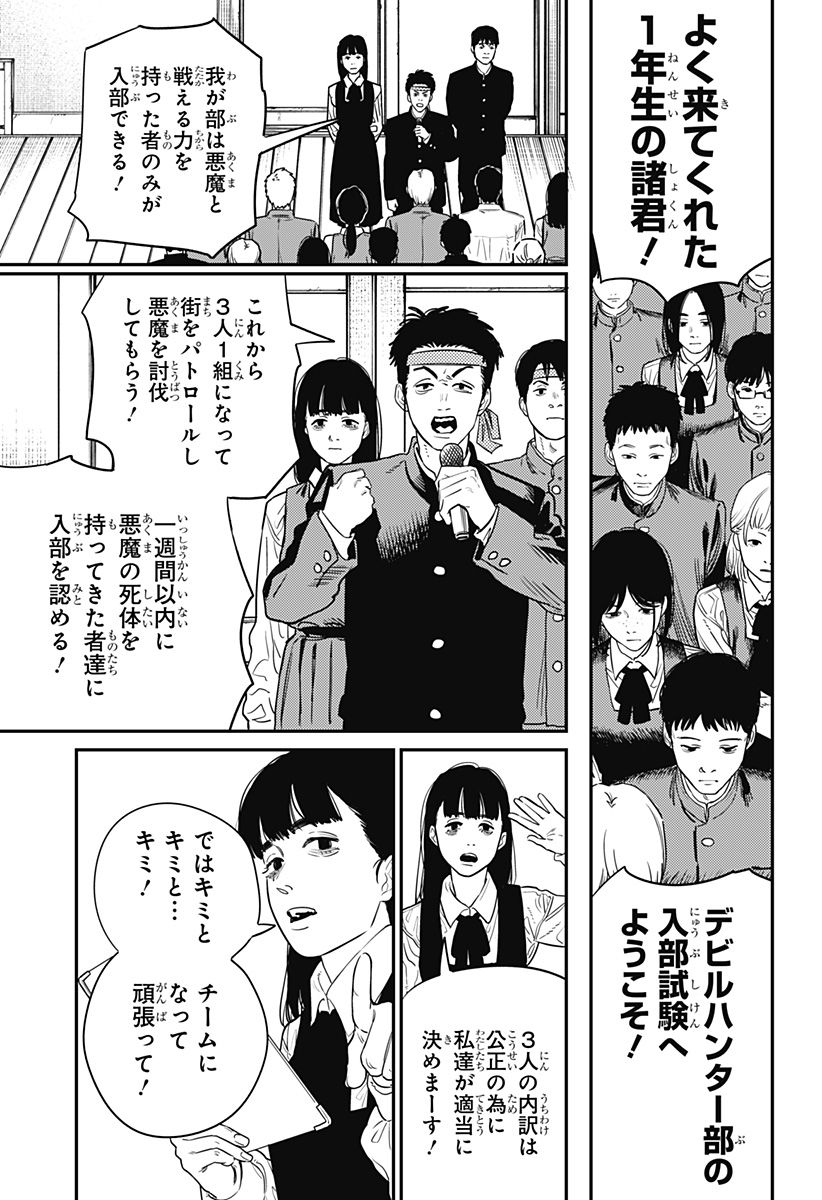 よく来てくれた
1年生の諸君!
デビルハンター部の
入部試験へ
ようこそ!
我が部は悪魔と
戦える力を
持った者のみが
入部できる!
これから
3人1組になって
街をパトロールし
悪魔を討伐
してもらう!
一週間以内に
悪魔の死体を
持ってきた者達に
入部を認める!
3人の内訳は
公正の為に
私達が適当に
決めまーす!
ではキミと
キミと…
キミ!
チームに
なって
頑張って!